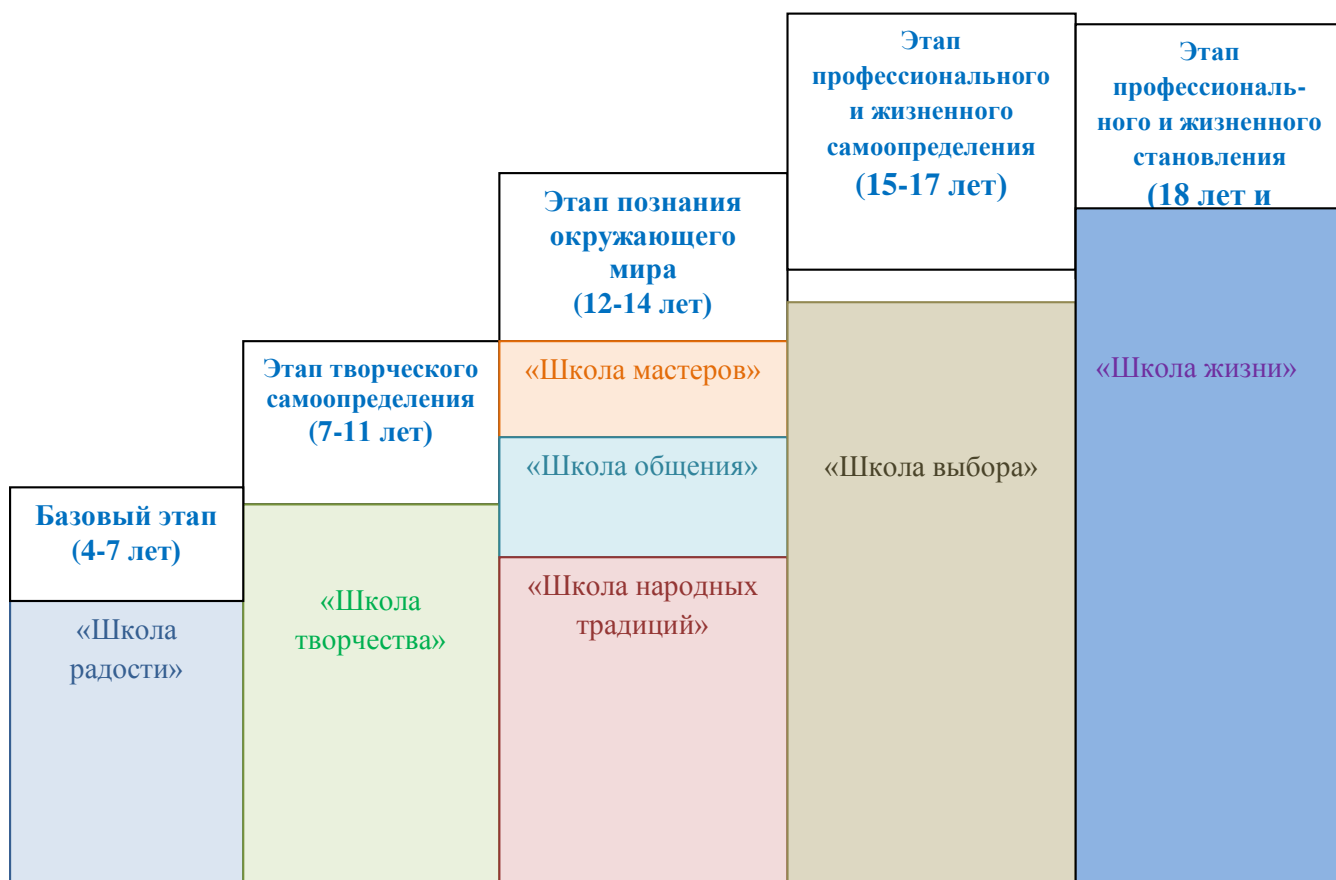 Базовый этап
(4-7 лет)
«Школа
радости»
Этап творческого
самоопределения
(7-11 лет)
«Школа
творчества»
Этап познания
окружающего
мира
(12-14 лет)
«Школа мастеров»
«Школа общения»
«Школа народных
традиций»
Этап
профессионального
и жизненного
самоопределения
(15-17 лет)
«Школа выбора»
Этап
профессиональ-
ного и жизненного
становления
(18 лет и
«Школа жизни»